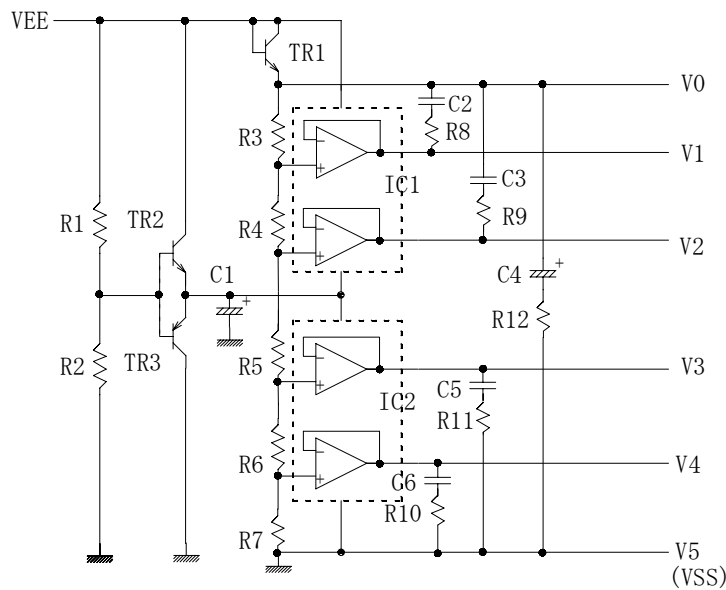 VEE
TR1
V0
C2
R8
R3
V1
IC1
C3
R9
R4
R1
TR2
V2
C1
+
C4
+
R12
R2
TR3
R5
V3
C5
IC2
R11
R6
V4
C6
R10
R7
V5
(VSS)
−
+
−
+
−
+
−
+